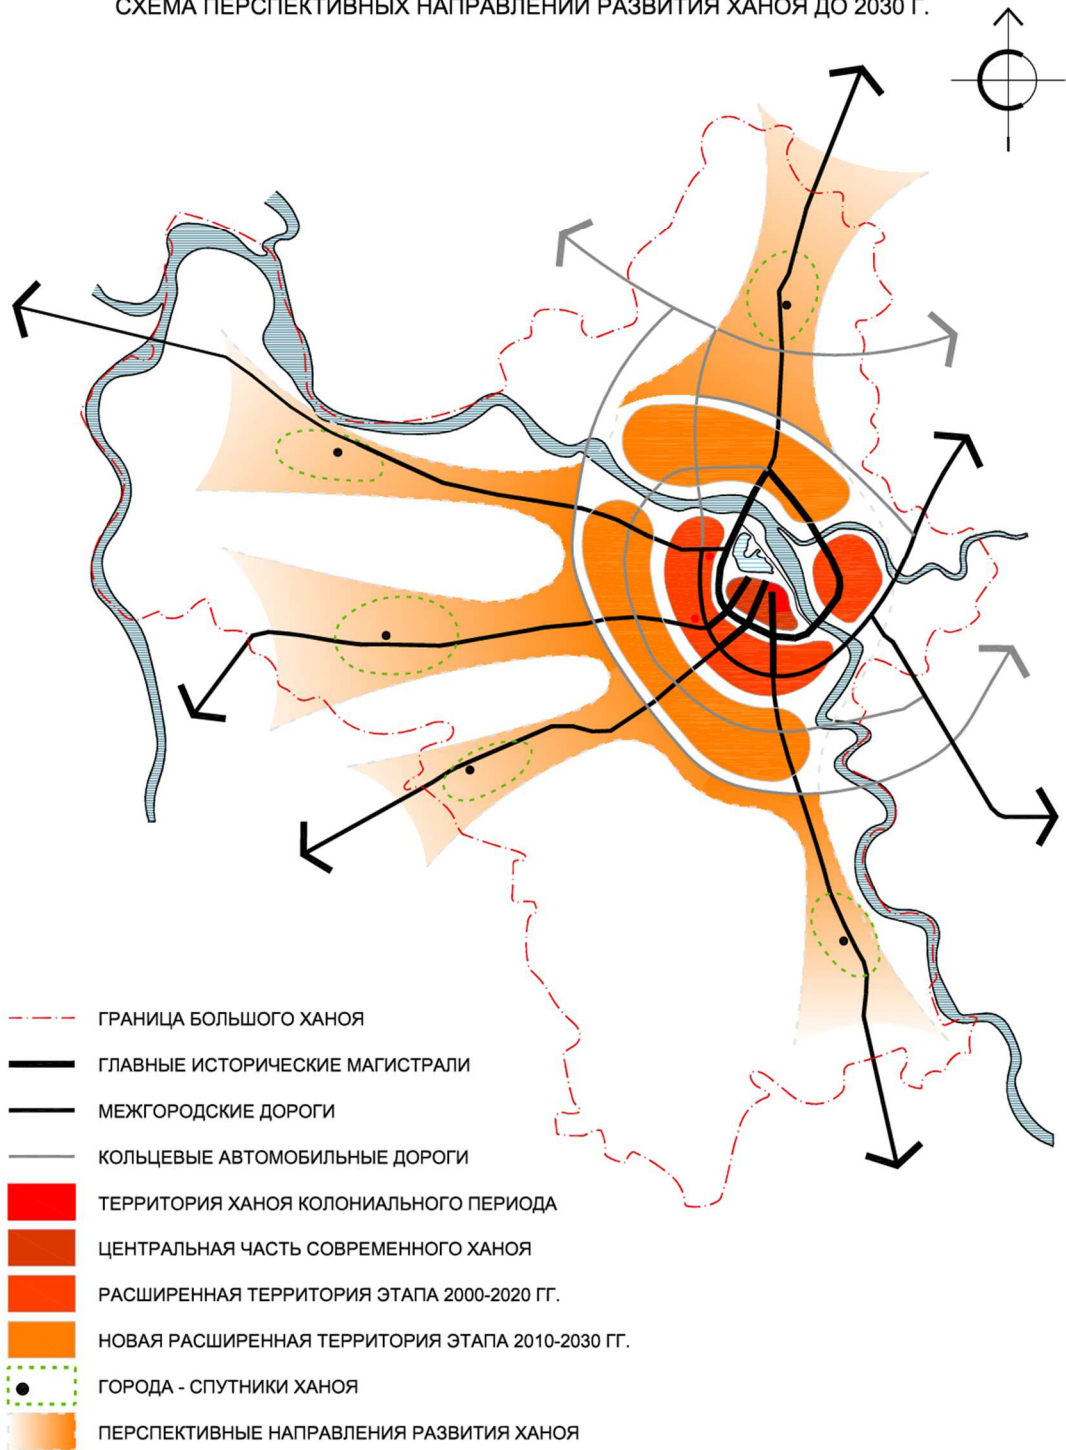 СХЕМА ПЕРСПЕКТИВНЫХ НАПРАВЛЕНИЙ РАЗВИТИЯ ХАНОЯ ДО 2030 Г.
ГРАНИЦА БОЛЬШОГО ХАНОЯ
ГЛАВНЫЕ ИСТОРИЧЕСКИЕ МАГИСТРАЛИ
МЕЖГОРОДСКИЕ ДОРОГИ
КОЛЬЦЕВЫЕ АВТОМОБИЛЬНЫЕ ДОРОГИ
ТЕРРИТОРИЯ ХАНОЯ КОЛОНИАЛЬНОГО ПЕРИОДА
ЦЕНТРАЛЬНАЯ ЧАСТЬ СОВРЕМЕННОГО ХАНОЯ
РАСШИРЕННАЯ ТЕРРИТОРИЯ ЭТАПА 2000-2020 ГГ.
НОВАЯ РАСШИРЕННАЯ ТЕРРИТОРИЯ ЭТАПА 2010-2030 ГГ.
ГОРОДА - СПУТНИКИ ХАНОЯ
ПЕРСПЕКТИВНЫЕ НАПРАВЛЕНИЯ РАЗВИТИЯ ХАНОЯ